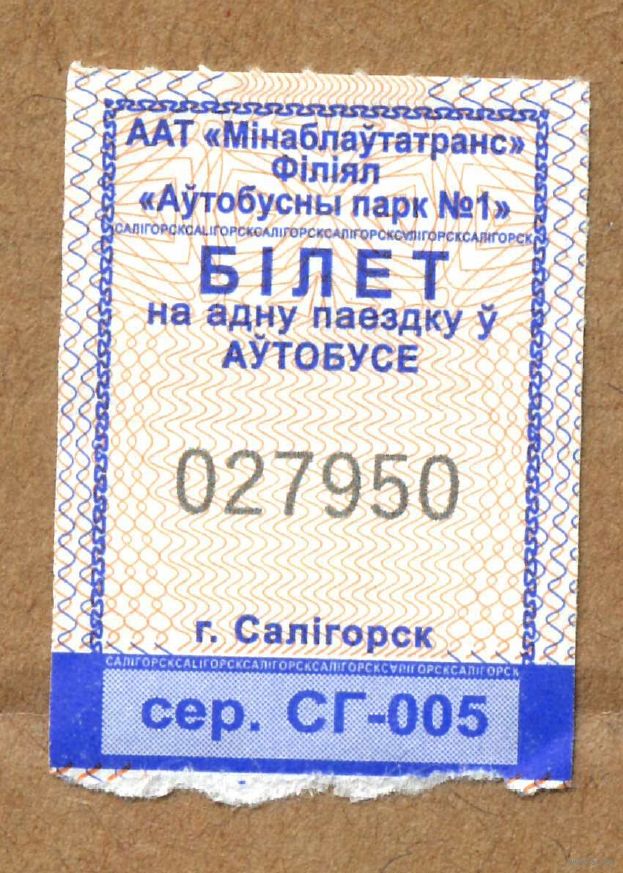 ААТ «Мінаблаўтатранс»
Філіял
«Аўтобусны парк №1»
САЛІГОРСКСАЛІГОРСКСАЛІГОРСКСАЛІГОРСКСАЛІГОРСКСАЛІГОРСК
БІЛЕТ
на адну паездку ў
АЎТОБУСЕ
027950
г. Салігорск
САЛІГОРСКСАЛІГОРСКСАЛІГОРСКСАЛІГОРСКСАЛІГОРСКСАЛІГОРСК
сер. СГ-005